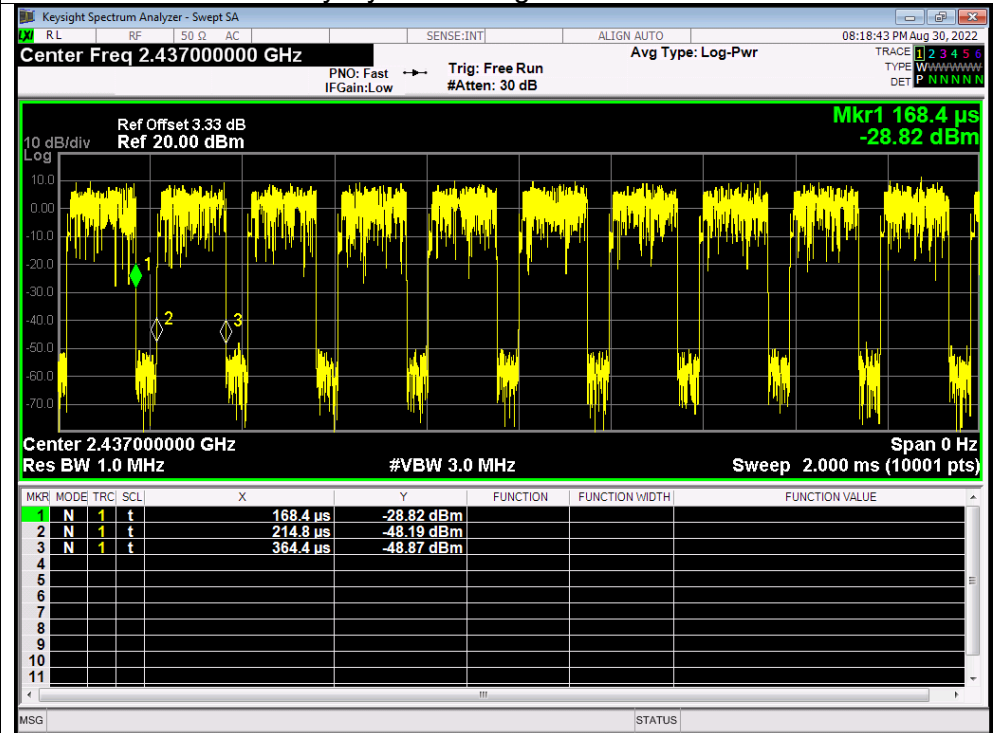 Keysight Spectrum Analyzer - Swept SA
LXI RL RF 50 Ω AC SENSE:INT ALIGN AUTO 08:18:43 PM Aug 30, 2022
Center Freq 2.437000000 GHz Avg Type: Log-Pwr TRACE 1 2 3 4 5 6
PNO: Fast Trig: Free Run TYPE WWWWWW
IFGain:Low #Atten: 30 dB DET P N N N N N
Mkr1 168.4 µs
Ref Offset 3.33 dB
10 dB/div Ref 20.00 dBm -28.82 dBm
Log
10.0
0.00
-10.0
-20.0
1
-30.0
-40.0
2 3
-50.0
-60.0
-70.0
Center 2.437000000 GHz Span 0 Hz
Res BW 1.0 MHz #VBW 3.0 MHz Sweep 2.000 ms (10001 pts)
MKR MODE TRC SCL X Y FUNCTION FUNCTION WIDTH FUNCTION VALUE
1 N 1 t 168.4 µs -28.82 dBm
2 N 1 t 214.8 µs -48.19 dBm
3 N 1 t 364.4 µs -48.87 dBm
4
5
6
7
8
9
10
11
MSG STATUS